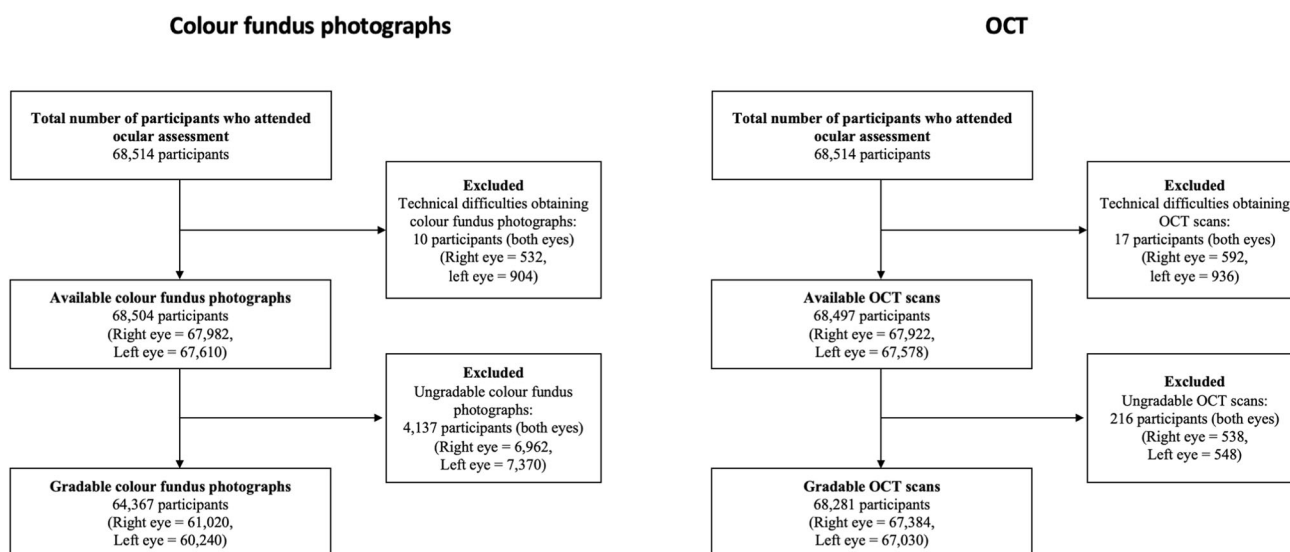 Colour fundus photographs
Total number of participants who attended
ocular assessment
68,514 participants
Excluded
Technical difficulties obtaining
colour fundus photographs:
10 participants (both eyes)
(Right eye = 532,
left eye = 904)
Available colour fundus photographs
68,504 participants
(Right eye = 67,982,
Left eye = 67,610)
Excluded
Ungradable colour fundus
photographs:
4,137 participants (both eyes)
(Right eye = 6,962,
Left eye = 7,370)
Gradable colour fundus photographs
64,367 participants
(Right eye = 61,020,
Left eye = 60,240)
OCT
Total number of participants who attended
ocular assessment
68,514 participants
Excluded
Technical difficulties obtaining
OCT scans:
17 participants (both eyes)
(Right eye = 592,
left eye = 936)
Available OCT scans
68,497 participants
(Right eye = 67,922,
Left eye = 67,578)
Excluded
Ungradable OCT scans:
216 participants (both eyes)
(Right eye = 538,
Left eye = 548)
Gradable OCT scans
68,281 participants
(Right eye = 67,384,
Left eye = 67,030)